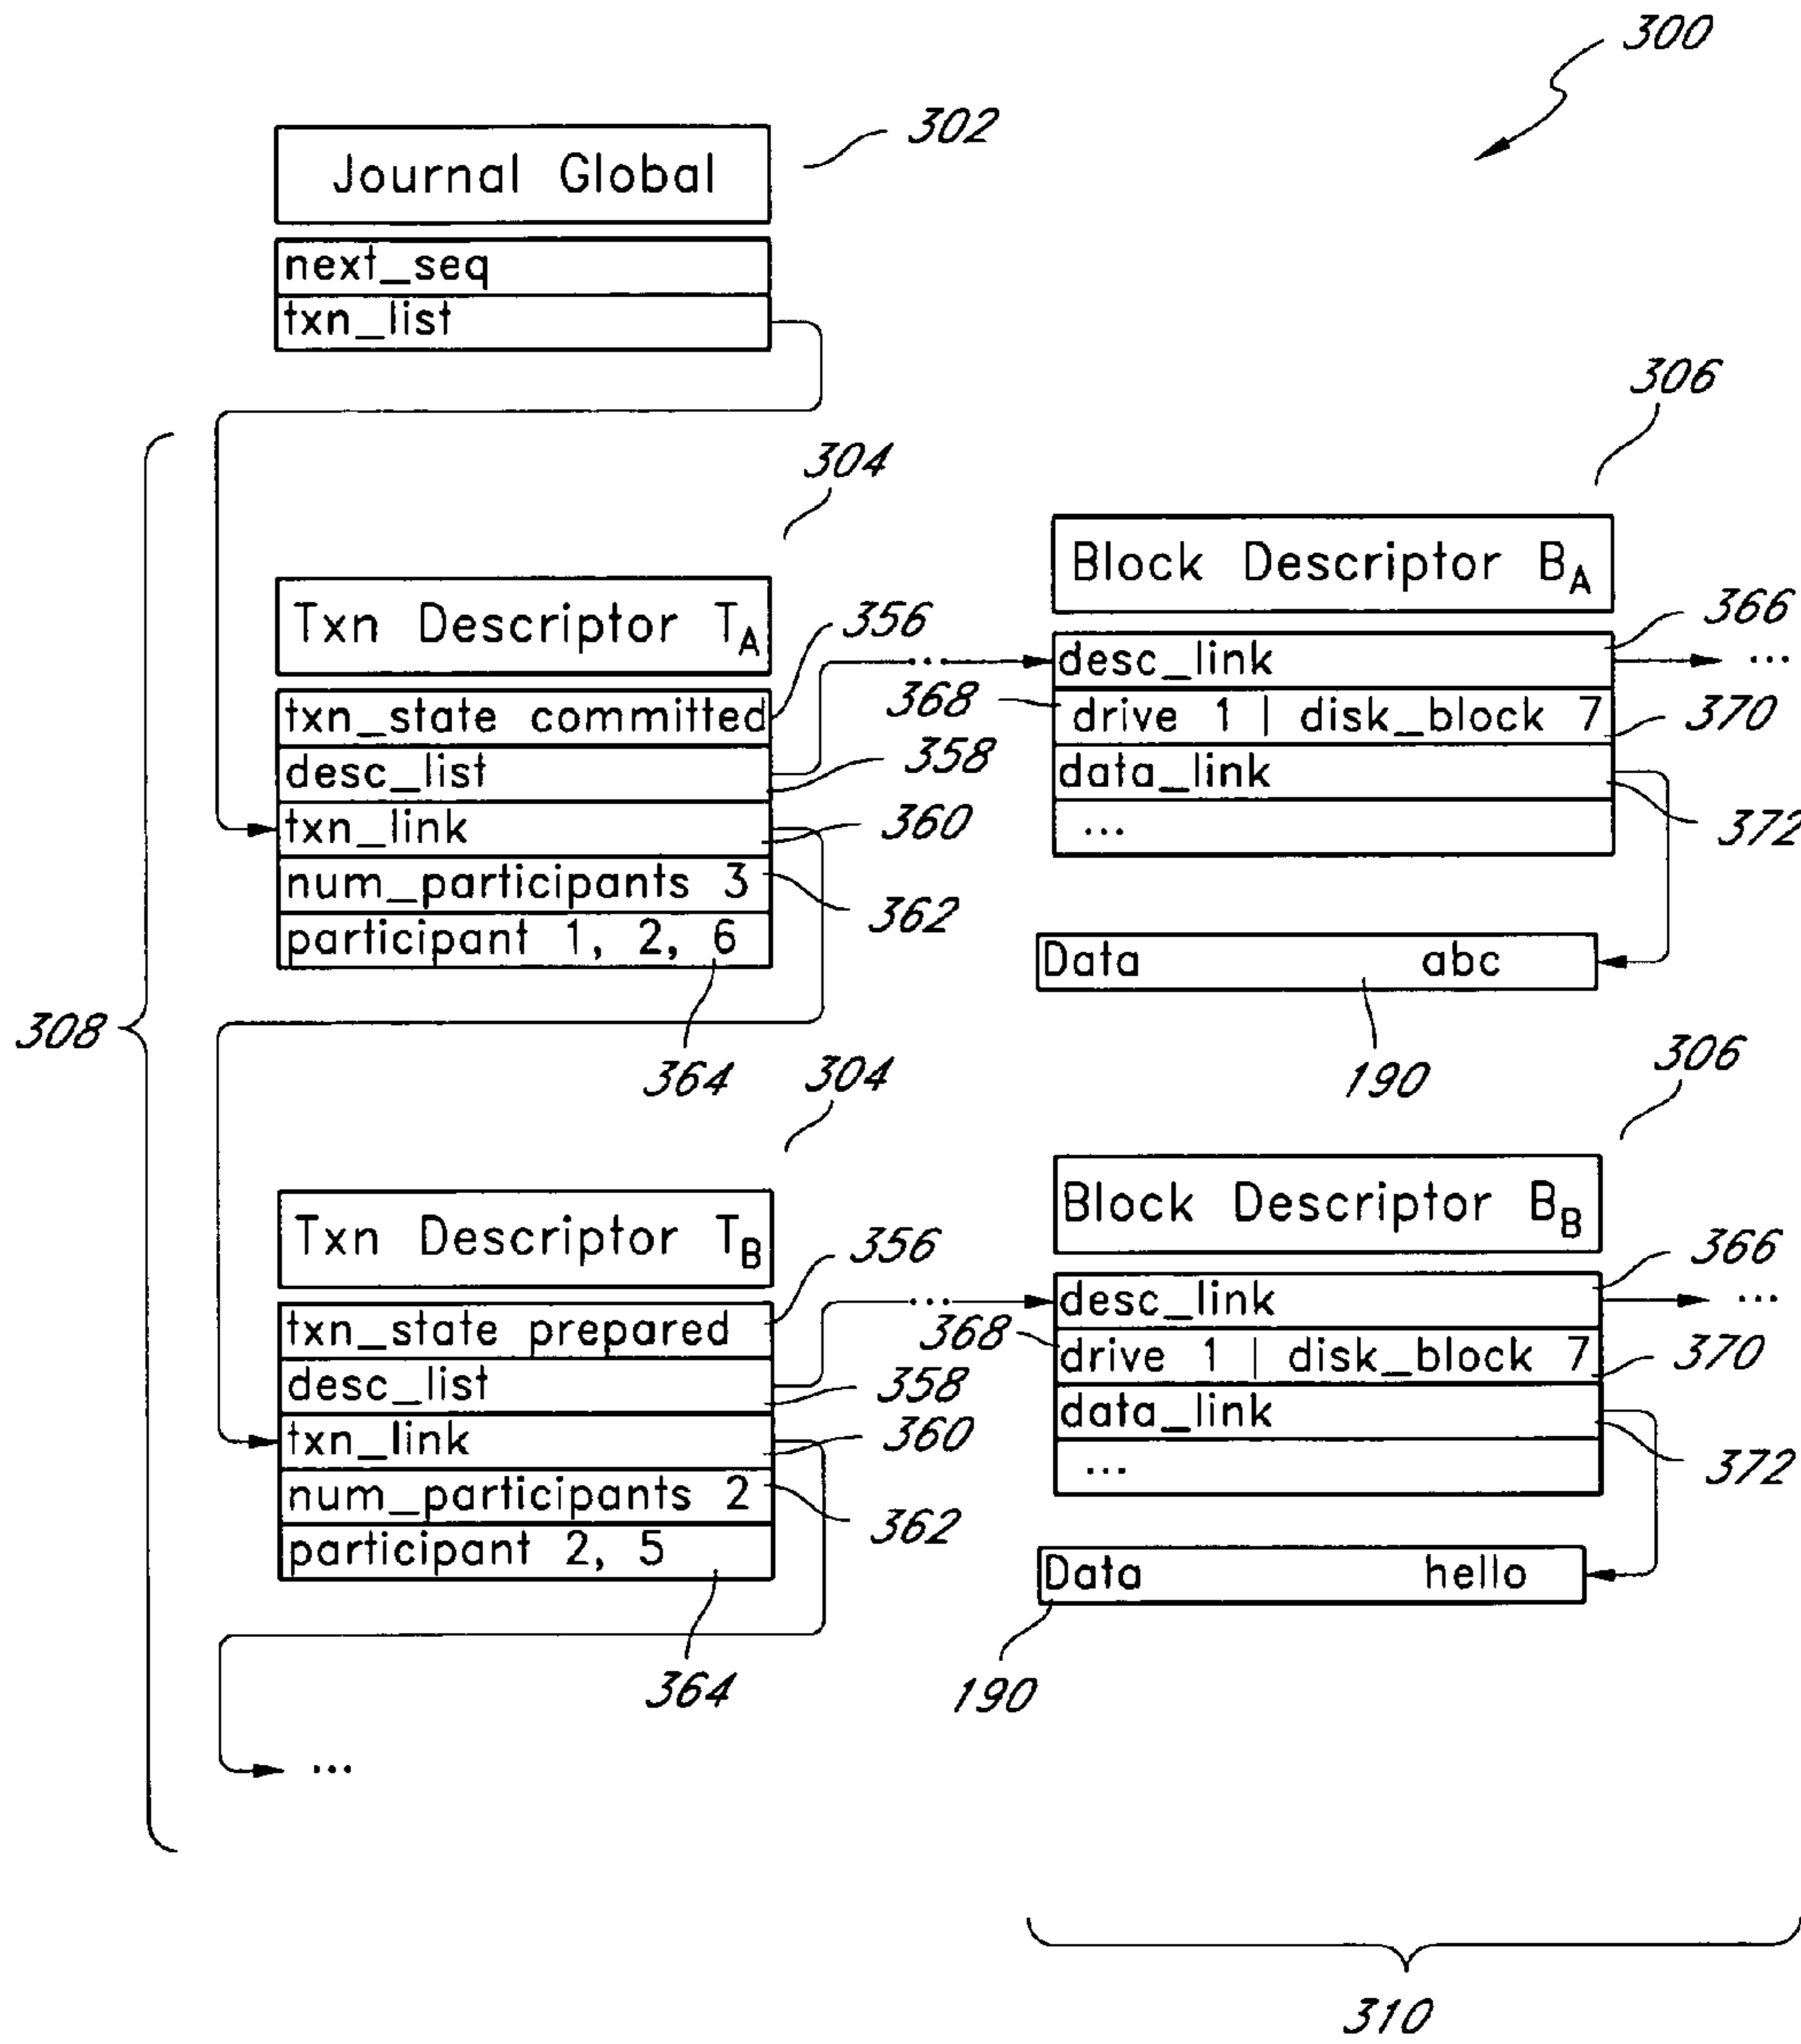 300
302
Journal Global
next_seq
txn_list
306
304
Block Descriptor BA
Txn Descriptor TA
356
366
desc_link
...
...
368
drive 1 | disk_block 7
370
txn_state committed
desc_list
358
data_link
txn_link
360
...
372
num_participants 3
362
participant 1, 2, 6
Data abc
308
364
190
304
306
Block Descriptor BB
Txn Descriptor TB
356
366
desc_link
...
...
txn_state prepared
368
drive 1 | disk_block 7
370
desc_list
358
data_link
txn_link
360
...
372
num_participants 2
362
participant 2, 5
Data hello
364
190
...
310